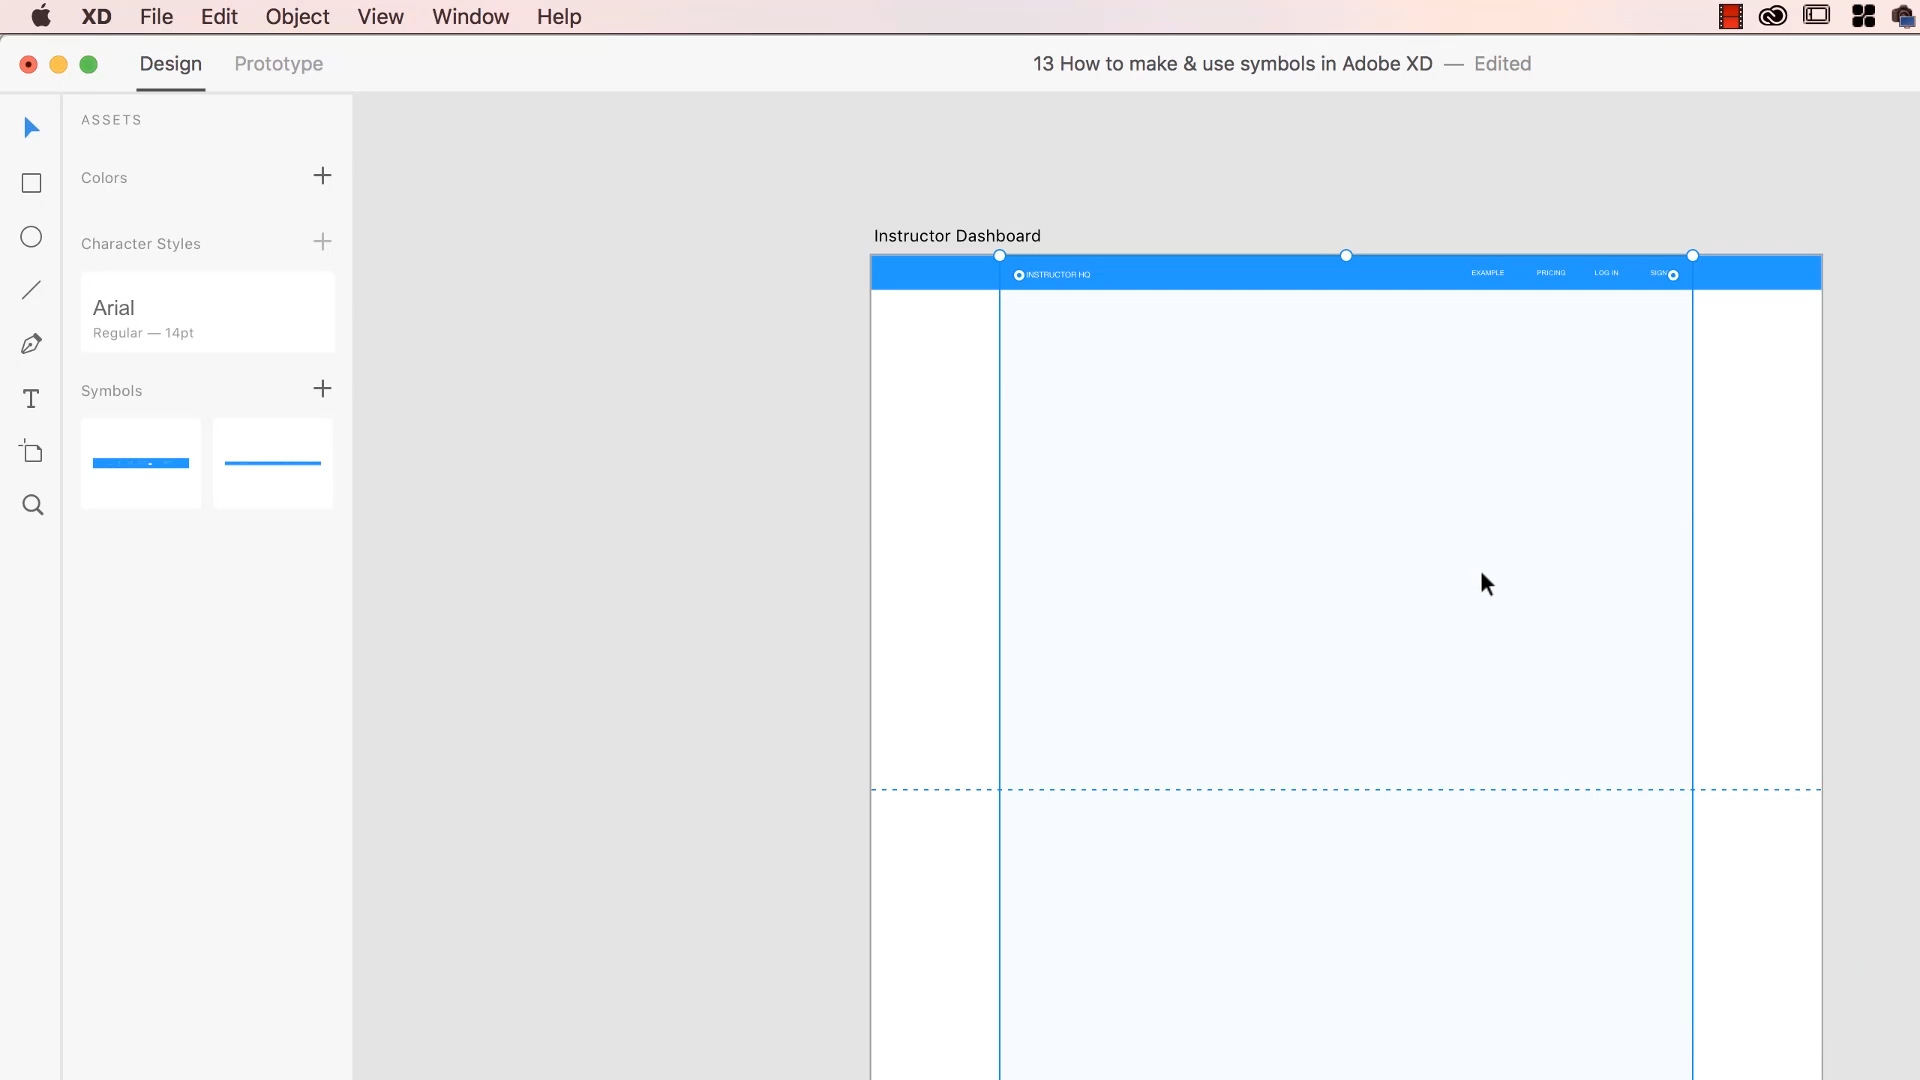 XD File Edit Object View Window Help
Design Prototype 13 How to make & use symbols in Adobe XD — Edited
ASSETS
Colors
Character Styles
Arial
Regular — 14pt
Symbols
Instructor Dashboard
INSTRUCTOR HQ EXAMPLE PRICING LOG IN SIGN